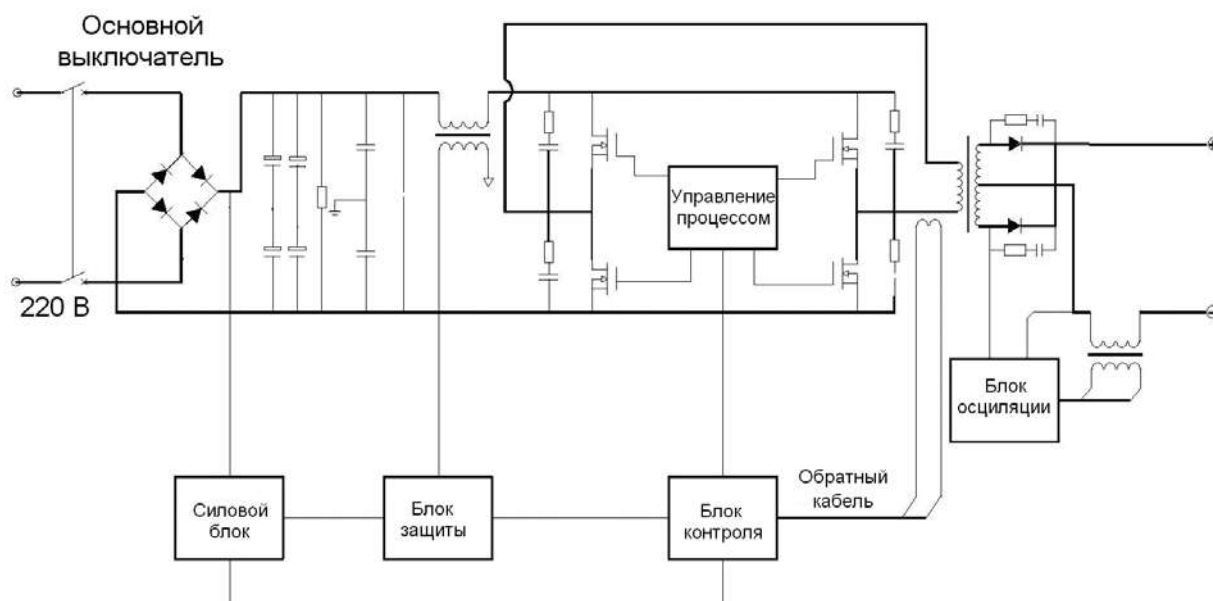 Основной
выключатель
220 В
Управление
процессом
Блок
осциляции
Силовой
блок
Блок
защиты
Блок
контроля
Обратный
кабель